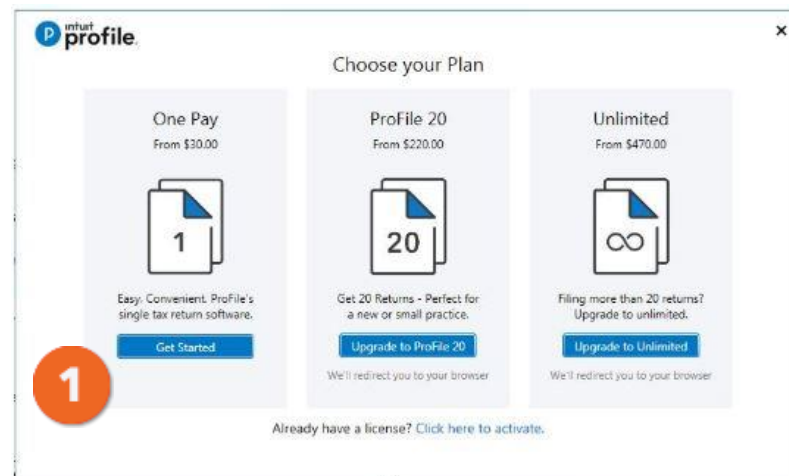 intuit
profile.
Choose your Plan
One Pay
From $30.00
1
Easy. Convenient. ProFile's
single tax return software.
Get Started
ProFile 20
From $220.00
20
Get 20 Returns - Perfect for
a new or small practice.
Upgrade to ProFile 20
We'll redirect you to your browser
Unlimited
From $470.00
∞
Filing more than 20 returns?
Upgrade to unlimited.
Upgrade to Unlimited
We'll redirect you to your browser
1
Already have a license? Click here to activate.